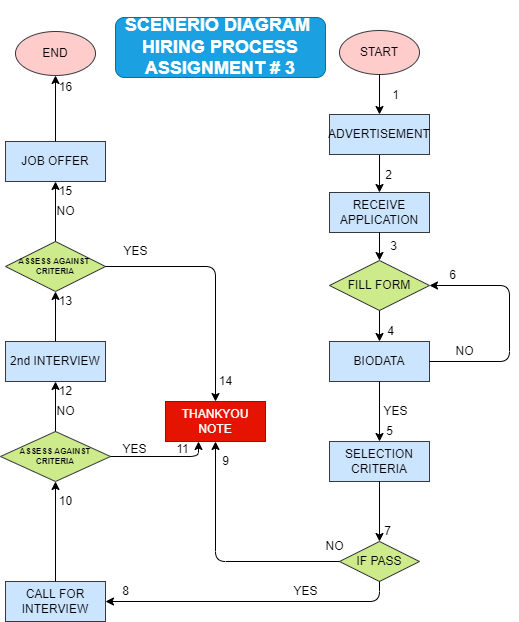 SCENERIO DIAGRAM
HIRING PROCESS
ASSIGNMENT # 3
START
END
1
16
ADVERTISEMENT
JOB OFFER
2
15
NO
RECEIVE
APPLICATION
3
YES
ASSESS AGAINST
CRITERIA
6
FILL FORM
13
4
NO
2nd INTERVIEW
BIODATA
14
12
NO
YES
THANKYOU
NOTE
5
YES
11
ASSESS AGAINST
CRITERIA
9
SELECTION
CRITERIA
10
7
NO
IF PASS
8
YES
CALL FOR
INTERVIEW